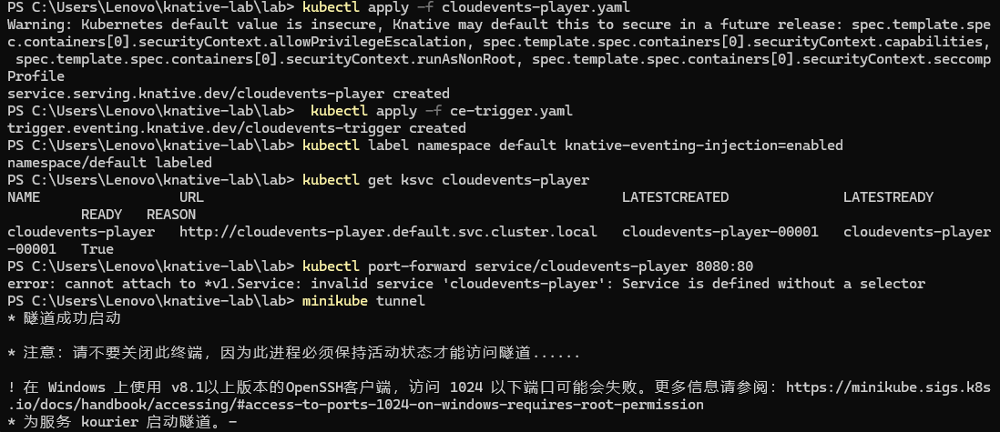 PS C:\Users\Lenovo\knative-lab\lab> kubectl apply -f cloudevents-player.yaml
Warning: Kubernetes default value is insecure, Knative may default this to secure in a future release: spec.template.spe
c.containers[0].securityContext.allowPrivilegeEscalation, spec.template.spec.containers[0].securityContext.capabilities,
 spec.template.spec.containers[0].securityContext.runAsNonRoot, spec.template.spec.containers[0].securityContext.seccomp
Profile
service.serving.knative.dev/cloudevents-player created
PS C:\Users\Lenovo\knative-lab\lab>  kubectl apply -f ce-trigger.yaml
trigger.eventing.knative.dev/cloudevents-trigger created
PS C:\Users\Lenovo\knative-lab\lab> kubectl label namespace default knative-eventing-injection=enabled
namespace/default labeled
PS C:\Users\Lenovo\knative-lab\lab> kubectl get ksvc cloudevents-player
NAME                 URL                                                   LATESTCREATED              LATESTREADY
         READY   REASON
cloudevents-player   http://cloudevents-player.default.svc.cluster.local   cloudevents-player-00001   cloudevents-player
-00001   True
PS C:\Users\Lenovo\knative-lab\lab> kubectl port-forward service/cloudevents-player 8080:80
error: cannot attach to *v1.Service: invalid service 'cloudevents-player': Service is defined without a selector
PS C:\Users\Lenovo\knative-lab\lab> minikube tunnel
* 隧道成功启动
* 注意：请不要关闭此终端，因为此进程必须保持活动状态才能访问隧道......
! 在 Windows 上使用 v8.1以上版本的OpenSSH客户端，访问 1024 以下端口可能会失败。更多信息请参阅：https://minikube.sigs.k8s
.io/docs/handbook/accessing/#access-to-ports-1024-on-windows-requires-root-permission
* 为服务 kourier 启动隧道。-